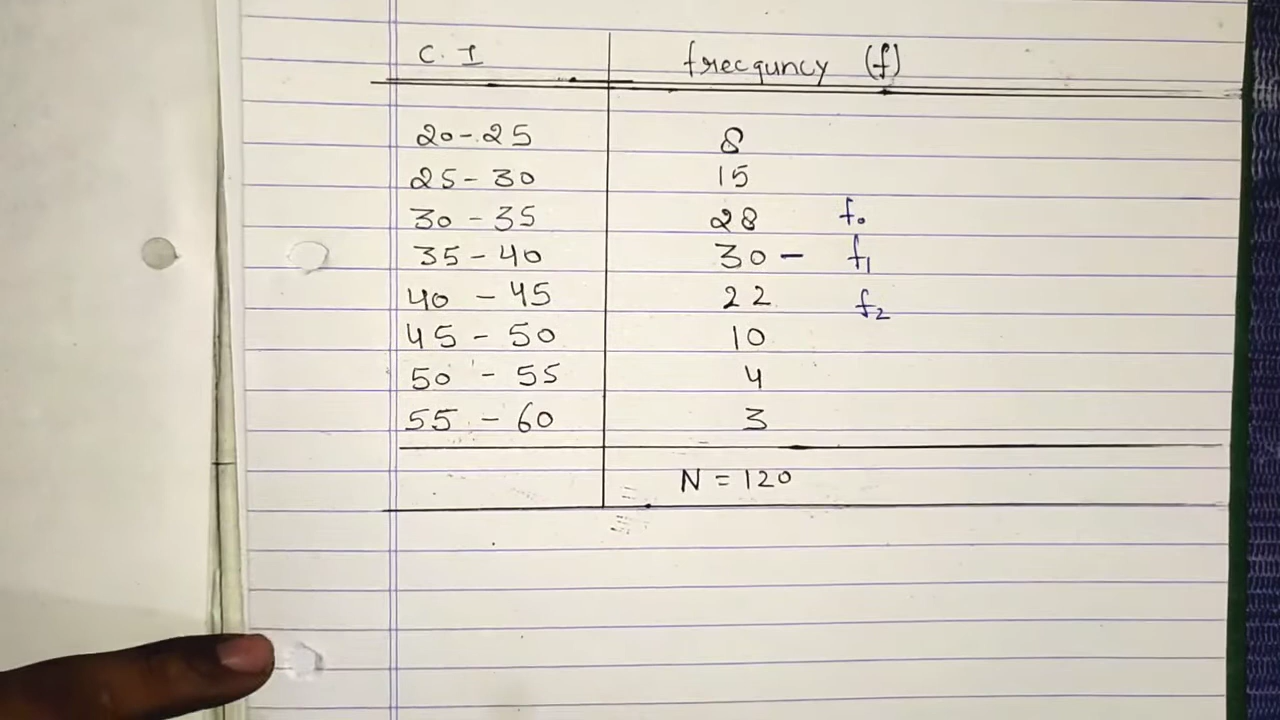 C. I frecquncy (f)
20 - 25 8
25 - 30 15
30 - 35 28 f₀
35 - 40 30 - f₁
40 - 45 22 f₂
45 - 50 10
50 - 55 4
55 - 60 3
N = 120